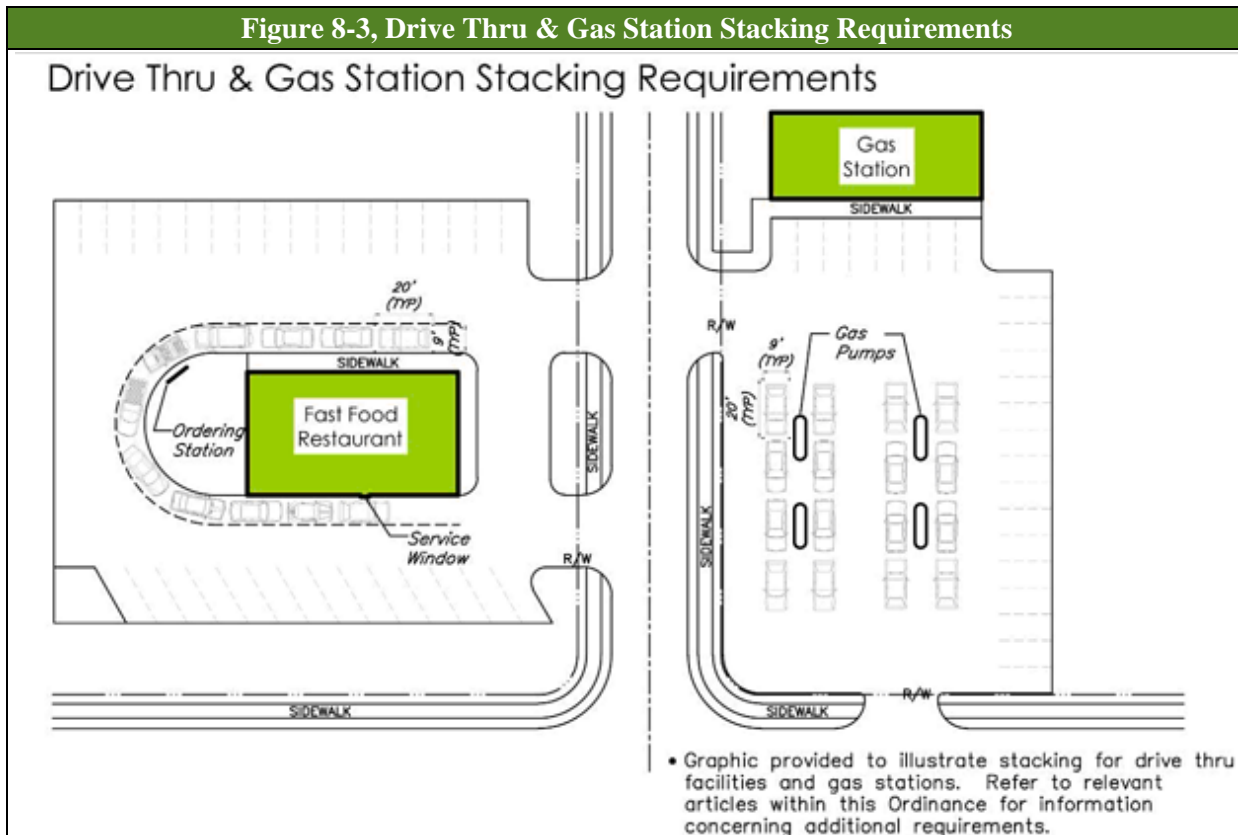 Figure 8-3, Drive Thru & Gas Station Stacking Requirements
Drive Thru & Gas Station Stacking Requirements
Gas
Station
SIDEWALK
20'
(TYP)
9'
(TYP)
SIDEWALK
Fast Food
Restaurant
Ordering
Station
Service
Window
R/W
SIDEWALK
SIDEWALK
R/W
Gas
Pumps
9'
(TYP)
20'
(TYP)
SIDEWALK
R/W
SIDEWALK
• Graphic provided to illustrate stacking for drive thru
facilities and gas stations. Refer to relevant
articles within this Ordinance for information
concerning additional requirements.